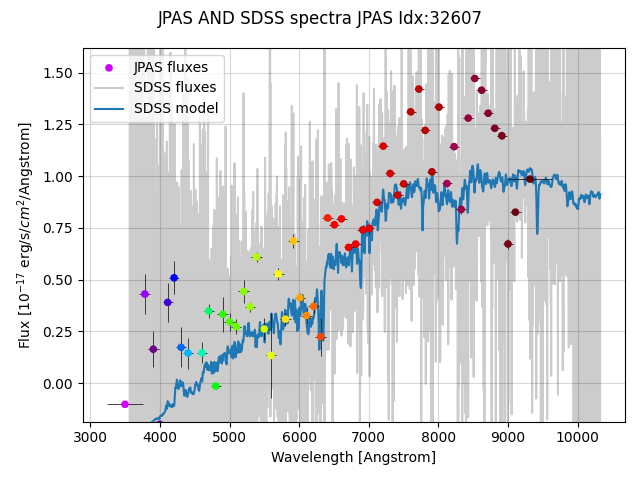 JPAS AND SDSS spectra JPAS Idx:32607
JPAS fluxes
SDSS fluxes
SDSS model
1.50
1.25
1.00
0.75
0.50
0.25
0.00
Flux [10^{-17} erg/s/cm^2/Angstrom]
3000 4000 5000 6000 7000 8000 9000 10000
Wavelength [Angstrom]